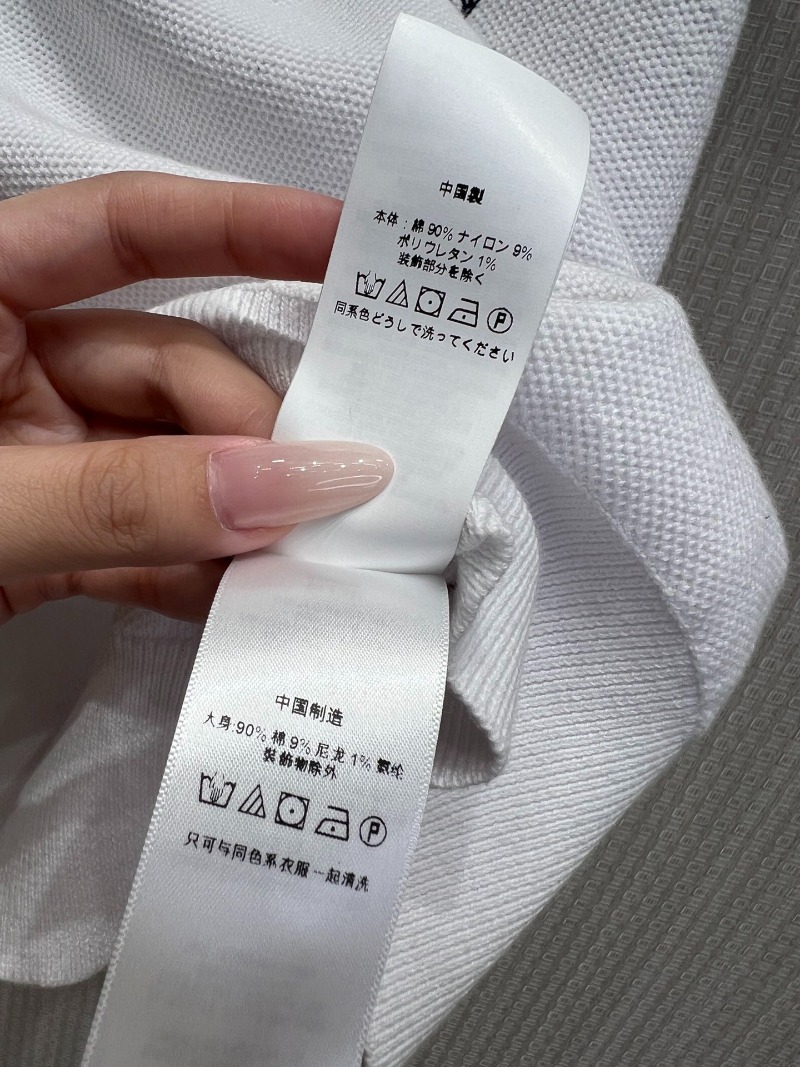 中国製
本体：綿 90% ナイロン 9%
ポリウレタン 1%
装飾部分を除く
P
同系色どうしで洗ってください
中国制造
大身:90% 棉 9% 尼龙 1% 氨纶
装飾物除外
P
只可与同色系衣服一起清洗